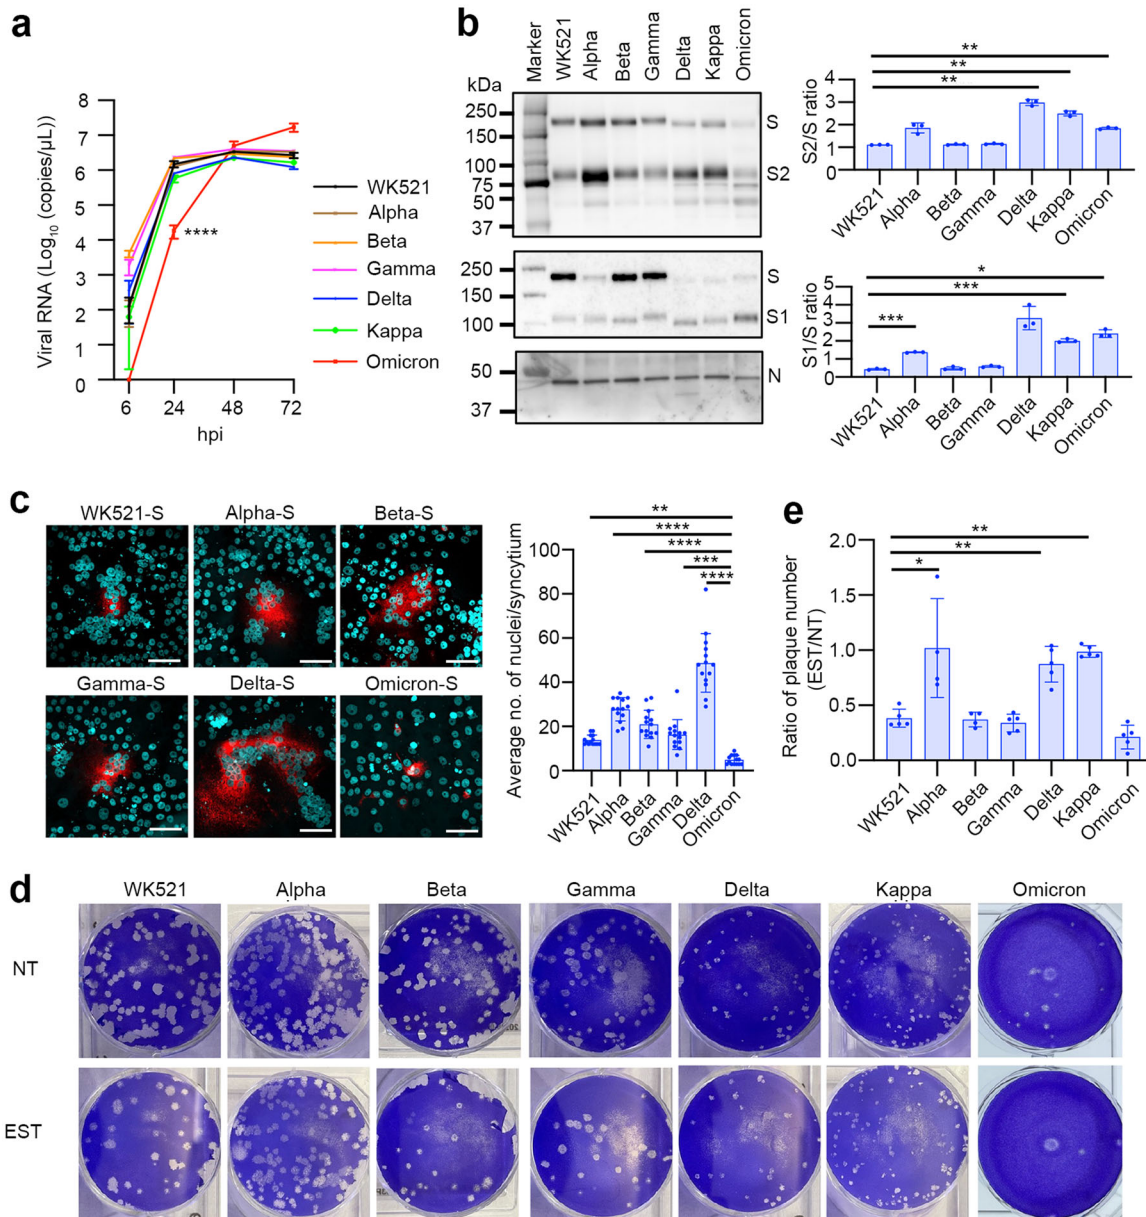 a
Viral RNA (Log10 (copies/µL))
8
7
6
5
4
3
2
1
0
6 24 48 72
hpi
****
WK521
Alpha
Beta
Gamma
Delta
Kappa
Omicron
b
kDa
Marker
WK521
Alpha
Beta
Gamma
Delta
Kappa
Omicron
250
150
100
75
50
37
S
S2
250
150
100
S
S1
50
37
N
S2/S ratio
4
3
2
1
0
**
**
**
WK521
Alpha
Beta
Gamma
Delta
Kappa
Omicron
S1/S ratio
5
4
3
2
1
0
*
***
***
WK521
Alpha
Beta
Gamma
Delta
Kappa
Omicron
c
WK521-S Alpha-S Beta-S
Gamma-S Delta-S Omicron-S
Average no. of nuclei/syncytium
100
80
60
40
20
0
**
****
****
***
****
WK521
Alpha
Beta
Gamma
Delta
Omicron
e
Ratio of plaque number
(EST/NT)
2.0
1.5
1.0
0.5
0.0
**
**
*
WK521
Alpha
Beta
Gamma
Delta
Kappa
Omicron
d
WK521 Alpha Beta Gamma Delta Kappa Omicron
NT
EST